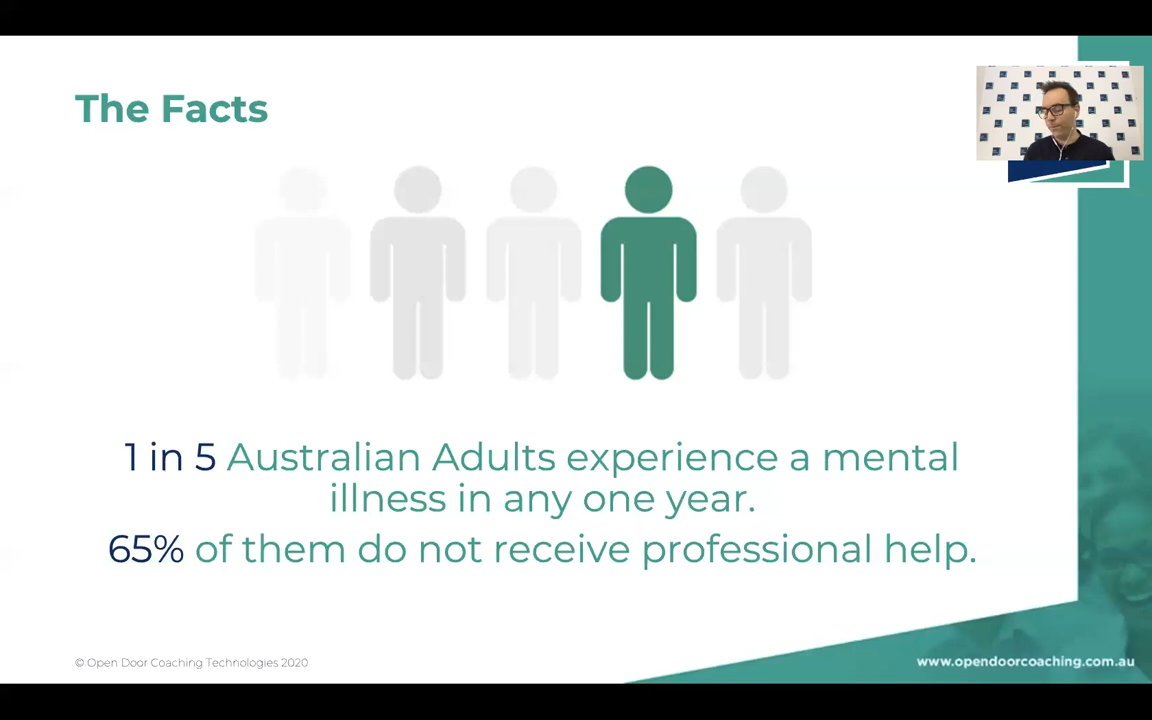 The Facts
1 in 5 Australian Adults experience a mental
illness in any one year.
65% of them do not receive professional help.
© Open Door Coaching Technologies 2020
www.opendoorcoaching.com.au